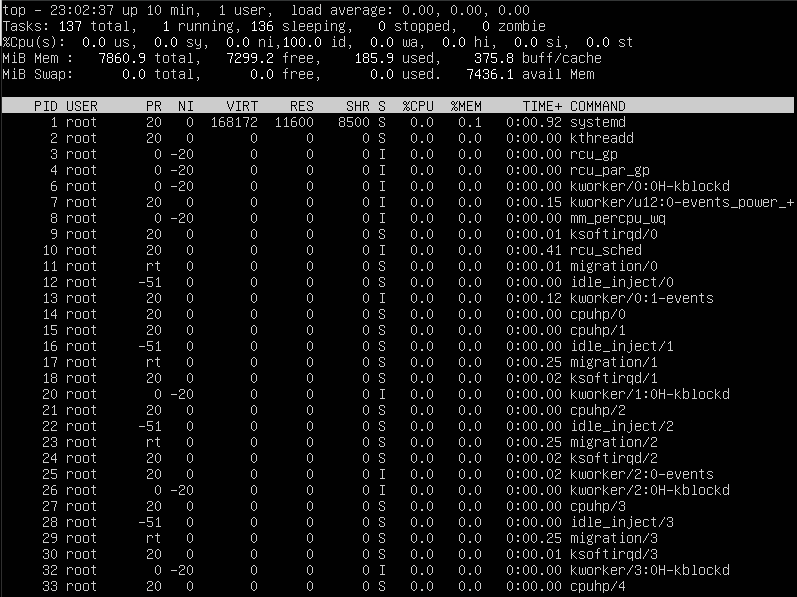 top - 23:02:37 up 10 min,  1 user,  load average: 0.00, 0.00, 0.00
Tasks: 137 total,   1 running, 136 sleeping,   0 stopped,   0 zombie
%Cpu(s):  0.0 us,  0.0 sy,  0.0 ni,100.0 id,  0.0 wa,  0.0 hi,  0.0 si,  0.0 st
MiB Mem :   7860.9 total,   7299.2 free,    185.9 used,    375.8 buff/cache
MiB Swap:      0.0 total,      0.0 free,      0.0 used.   7436.1 avail Mem
PID USER      PR  NI    VIRT    RES    SHR S  %CPU  %MEM     TIME+ COMMAND
1 root      20   0  168172  11600   8500 S   0.0   0.1   0:00.92 systemd
2 root      20   0       0      0      0 S   0.0   0.0   0:00.00 kthreadd
3 root       0 -20       0      0      0 I   0.0   0.0   0:00.00 rcu_gp
4 root       0 -20       0      0      0 I   0.0   0.0   0:00.00 rcu_par_gp
6 root       0 -20       0      0      0 I   0.0   0.0   0:00.00 kworker/0:0H-kblockd
7 root      20   0       0      0      0 I   0.0   0.0   0:00.15 kworker/u12:0-events_power_+
8 root       0 -20       0      0      0 I   0.0   0.0   0:00.00 mm_percpu_wq
9 root      20   0       0      0      0 S   0.0   0.0   0:00.01 ksoftirqd/0
10 root      20   0       0      0      0 I   0.0   0.0   0:00.41 rcu_sched
11 root      rt   0       0      0      0 S   0.0   0.0   0:00.01 migration/0
12 root     -51   0       0      0      0 S   0.0   0.0   0:00.00 idle_inject/0
13 root      20   0       0      0      0 I   0.0   0.0   0:00.12 kworker/0:1-events
14 root      20   0       0      0      0 S   0.0   0.0   0:00.00 cpuhp/0
15 root      20   0       0      0      0 S   0.0   0.0   0:00.00 cpuhp/1
16 root     -51   0       0      0      0 S   0.0   0.0   0:00.00 idle_inject/1
17 root      rt   0       0      0      0 S   0.0   0.0   0:00.25 migration/1
18 root      20   0       0      0      0 S   0.0   0.0   0:00.02 ksoftirqd/1
20 root       0 -20       0      0      0 I   0.0   0.0   0:00.00 kworker/1:0H-kblockd
21 root      20   0       0      0      0 S   0.0   0.0   0:00.00 cpuhp/2
22 root     -51   0       0      0      0 S   0.0   0.0   0:00.00 idle_inject/2
23 root      rt   0       0      0      0 S   0.0   0.0   0:00.25 migration/2
24 root      20   0       0      0      0 S   0.0   0.0   0:00.02 ksoftirqd/2
25 root      20   0       0      0      0 I   0.0   0.0   0:00.02 kworker/2:0-events
26 root       0 -20       0      0      0 I   0.0   0.0   0:00.00 kworker/2:0H-kblockd
27 root      20   0       0      0      0 S   0.0   0.0   0:00.00 cpuhp/3
28 root     -51   0       0      0      0 S   0.0   0.0   0:00.00 idle_inject/3
29 root      rt   0       0      0      0 S   0.0   0.0   0:00.25 migration/3
30 root      20   0       0      0      0 S   0.0   0.0   0:00.01 ksoftirqd/3
32 root       0 -20       0      0      0 I   0.0   0.0   0:00.00 kworker/3:0H-kblockd
33 root      20   0       0      0      0 S   0.0   0.0   0:00.00 cpuhp/4